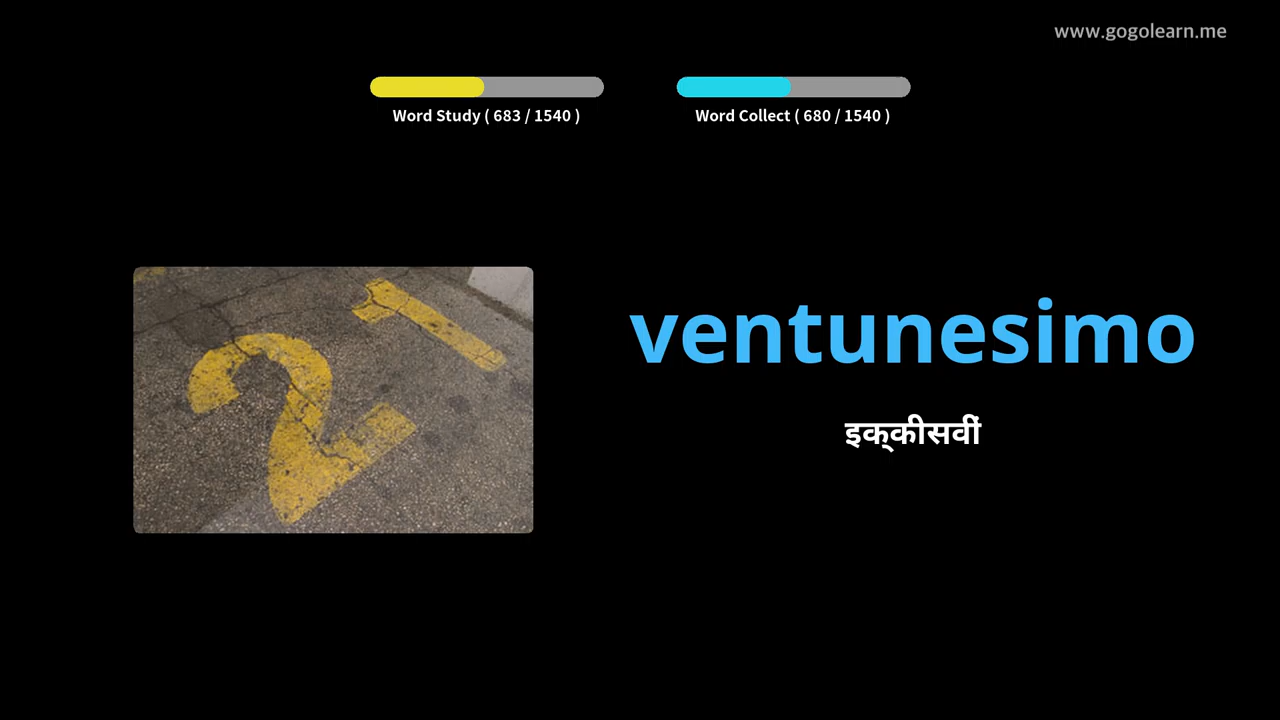 www.gogolearn.me
Word Study ( 683 / 1540 )
Word Collect ( 680 / 1540 )
21
ventunesimo
इक्कीसवीं